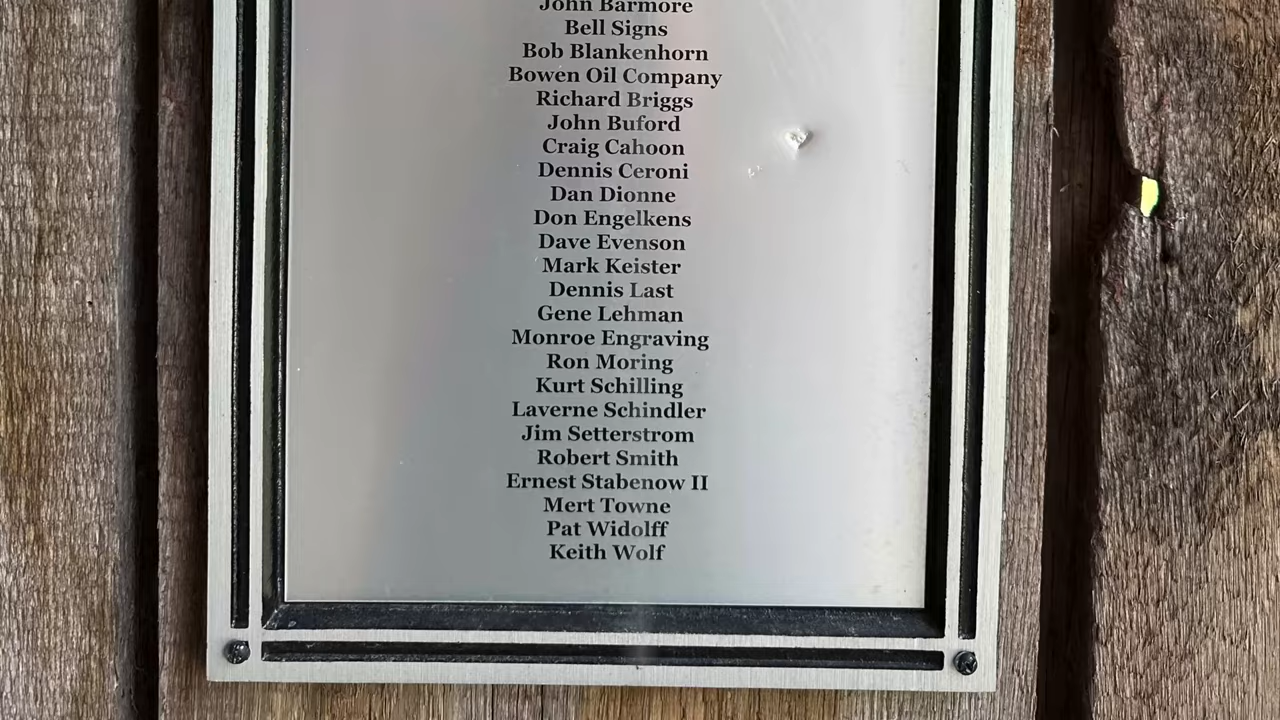 John Barmore
Bell Signs
Bob Blankenhorn
Bowen Oil Company
Richard Briggs
John Buford
Craig Cahoon
Dennis Ceroni
Dan Dionne
Don Engelkens
Dave Evenson
Mark Keister
Dennis Last
Gene Lehman
Monroe Engraving
Ron Moring
Kurt Schilling
Laverne Schindler
Jim Setterstrom
Robert Smith
Ernest Stabenow II
Mert Towne
Pat Widolff
Keith Wolf